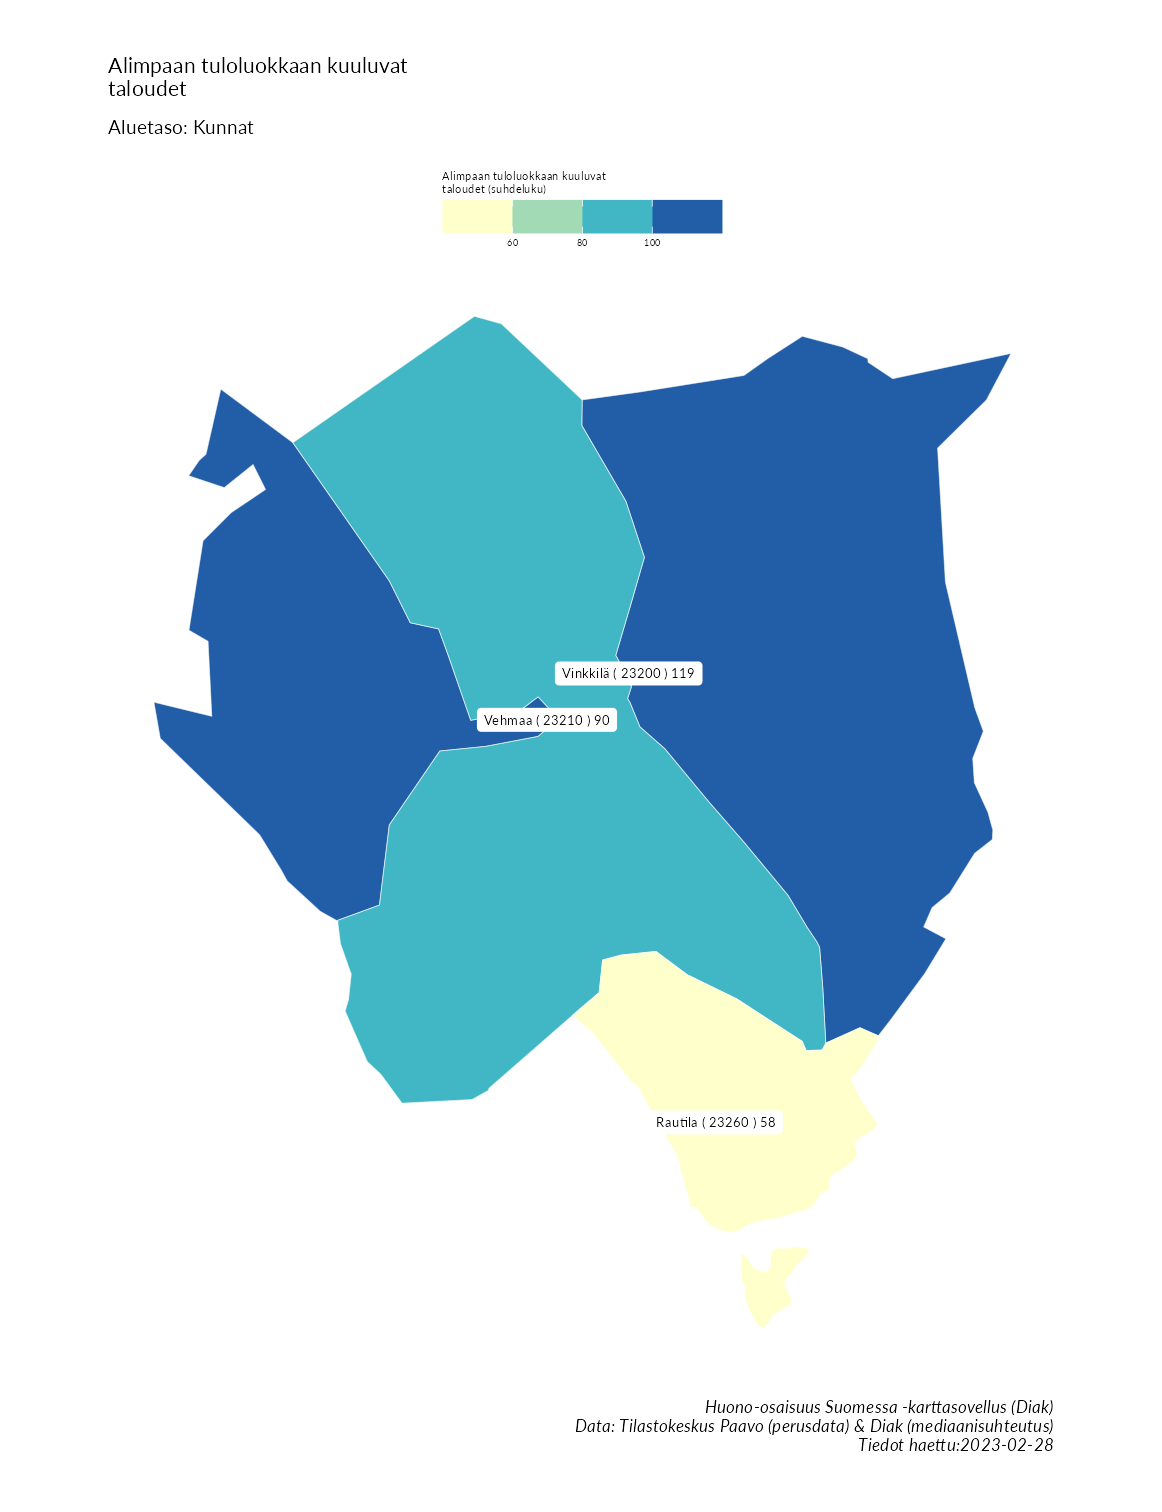 Alimpaan tuloluokkaan kuuluvat
taloudet
Aluetaso: Kunnat
Alimpaan tuloluokkaan kuuluvat
taloudet (suhdeluku)
60 80 100
Vinkkilä ( 23200 ) 119
Vehmaa ( 23210 ) 90
Rautila ( 23260 ) 58
Huono-osaisuus Suomessa -karttasovellus (Diak)
Data: Tilastokeskus Paavo (perusdata) & Diak (mediaanisuhteutus)
Tiedot haettu:2023-02-28